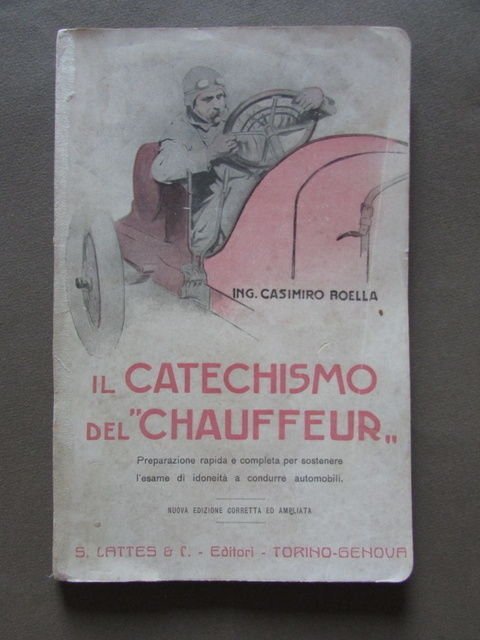 ING. CASIMIRO BOELLA
IL CATECHISMO
DEL "CHAUFFEUR„
Preparazione rapida e completa per sostenere
l'esame di idoneità a condurre automobili.
NUOVA EDIZIONE CORRETTA ED AMPLIATA
S. LATTES & C. - Editori - TORINO-GENOVA